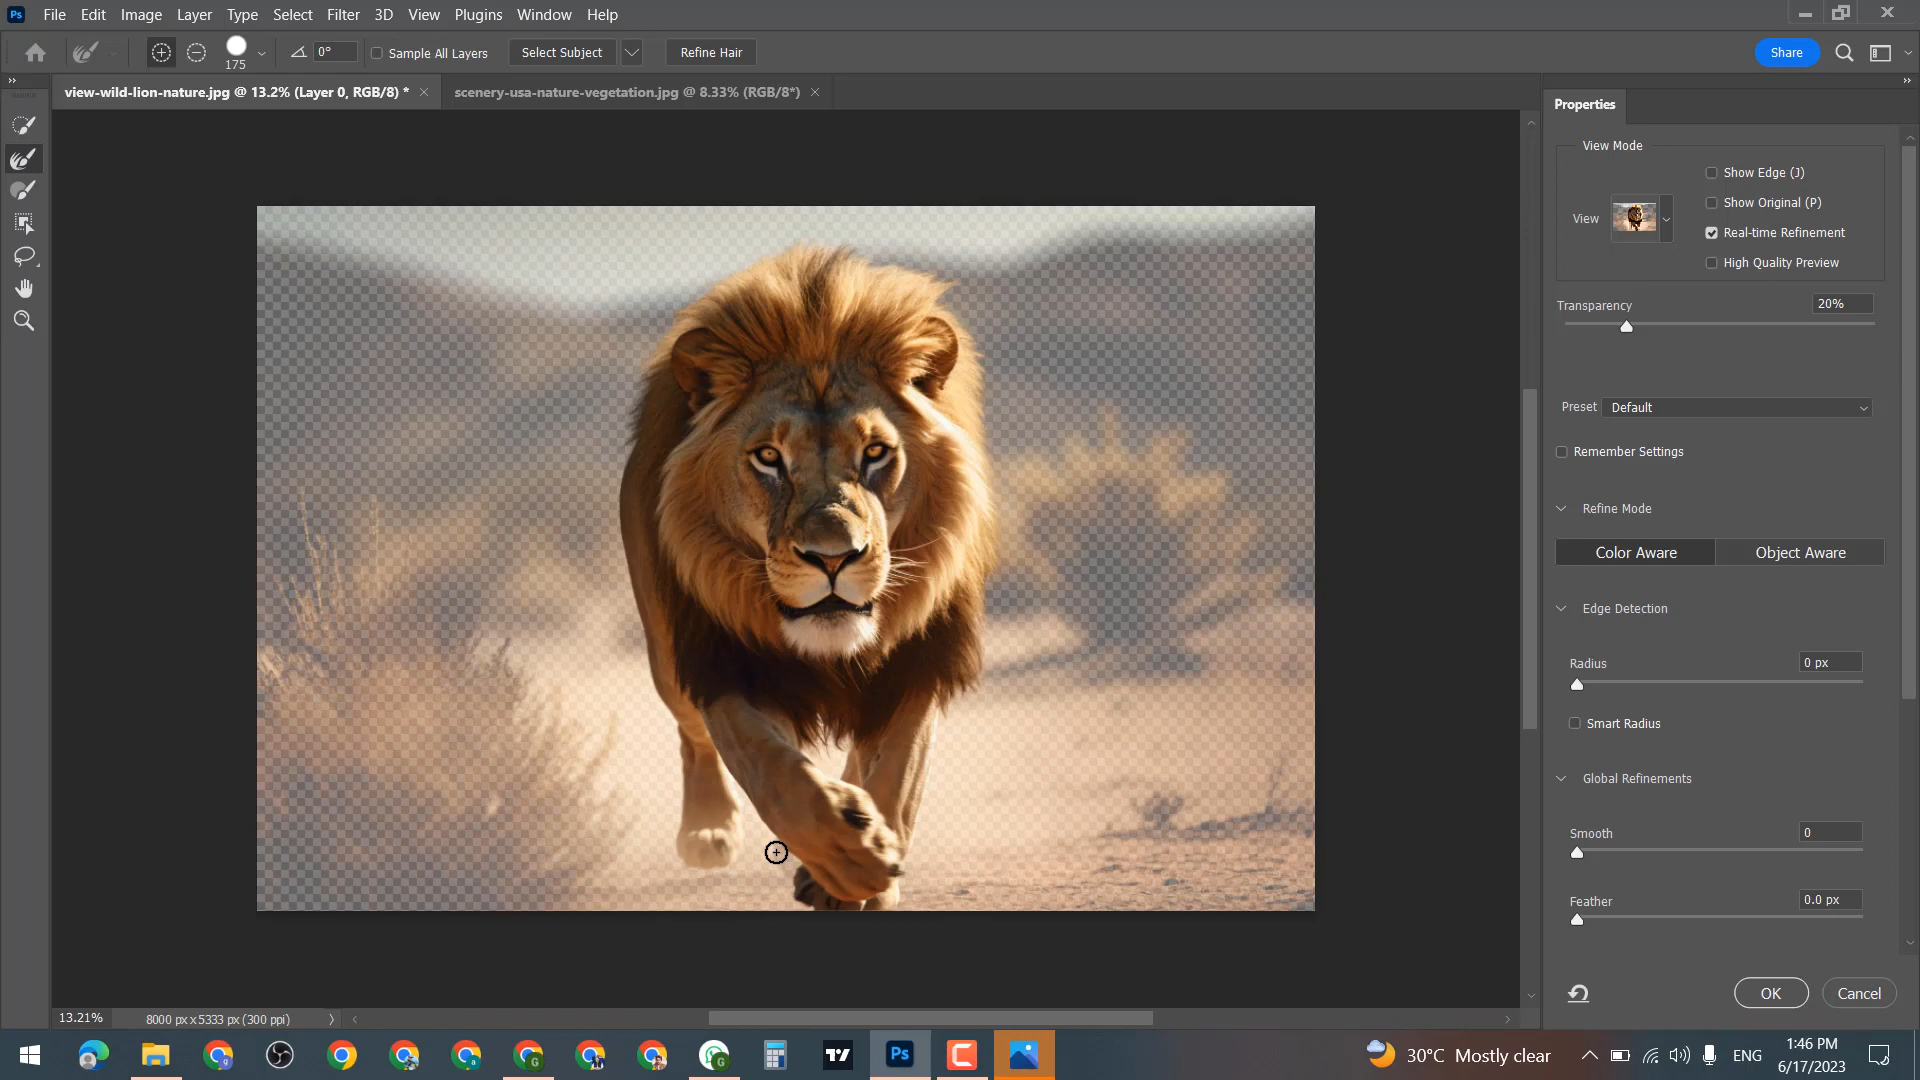 Ps File Edit Image Layer Type Select Filter 3D View Plugins Window Help
175 0° Sample All Layers Select Subject Refine Hair Share
view-wild-lion-nature.jpg @ 13.2% (Layer 0, RGB/8) * scenery-usa-nature-vegetation.jpg @ 8.33% (RGB/8*)
Properties
View Mode
Show Edge (J)
Show Original (P)
View
Real-time Refinement
High Quality Preview
Transparency 20%
Preset Default
Remember Settings
Refine Mode
Color Aware Object Aware
Edge Detection
Radius 0 px
Smart Radius
Global Refinements
Smooth 0
Feather 0.0 px
OK Cancel
13.21% 8000 px x 5333 px (300 ppi)
Ps 30°C Mostly clear ENG 1:46 PM
6/17/2023